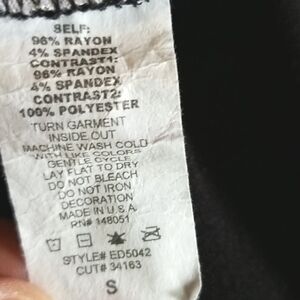 SELF:
96% RAYON
4% SPANDEX
CONTRAST1:
96% RAYON
4% SPANDEX
CONTRAST2:
100% POLYESTER
TURN GARMENT
INSIDE OUT
MACHINE WASH COLD
WITH LIKE COLORS
GENTLE CYCLE
LAY FLAT TO DRY
DO NOT BLEACH
DO NOT IRON
DECORATION
MADE IN U.S.A
RN# 148051
STYLE# ED5042
CUT# 34163
S